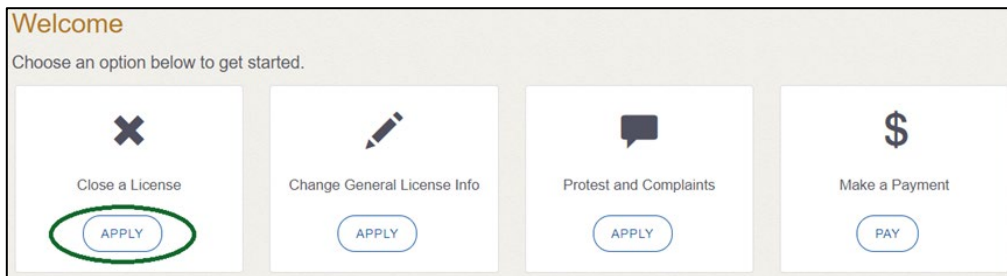 Welcome
Choose an option below to get started.
Close a License
Change General License Info
Protest and Complaints
$
Make a Payment
APPLY
APPLY
APPLY
PAY